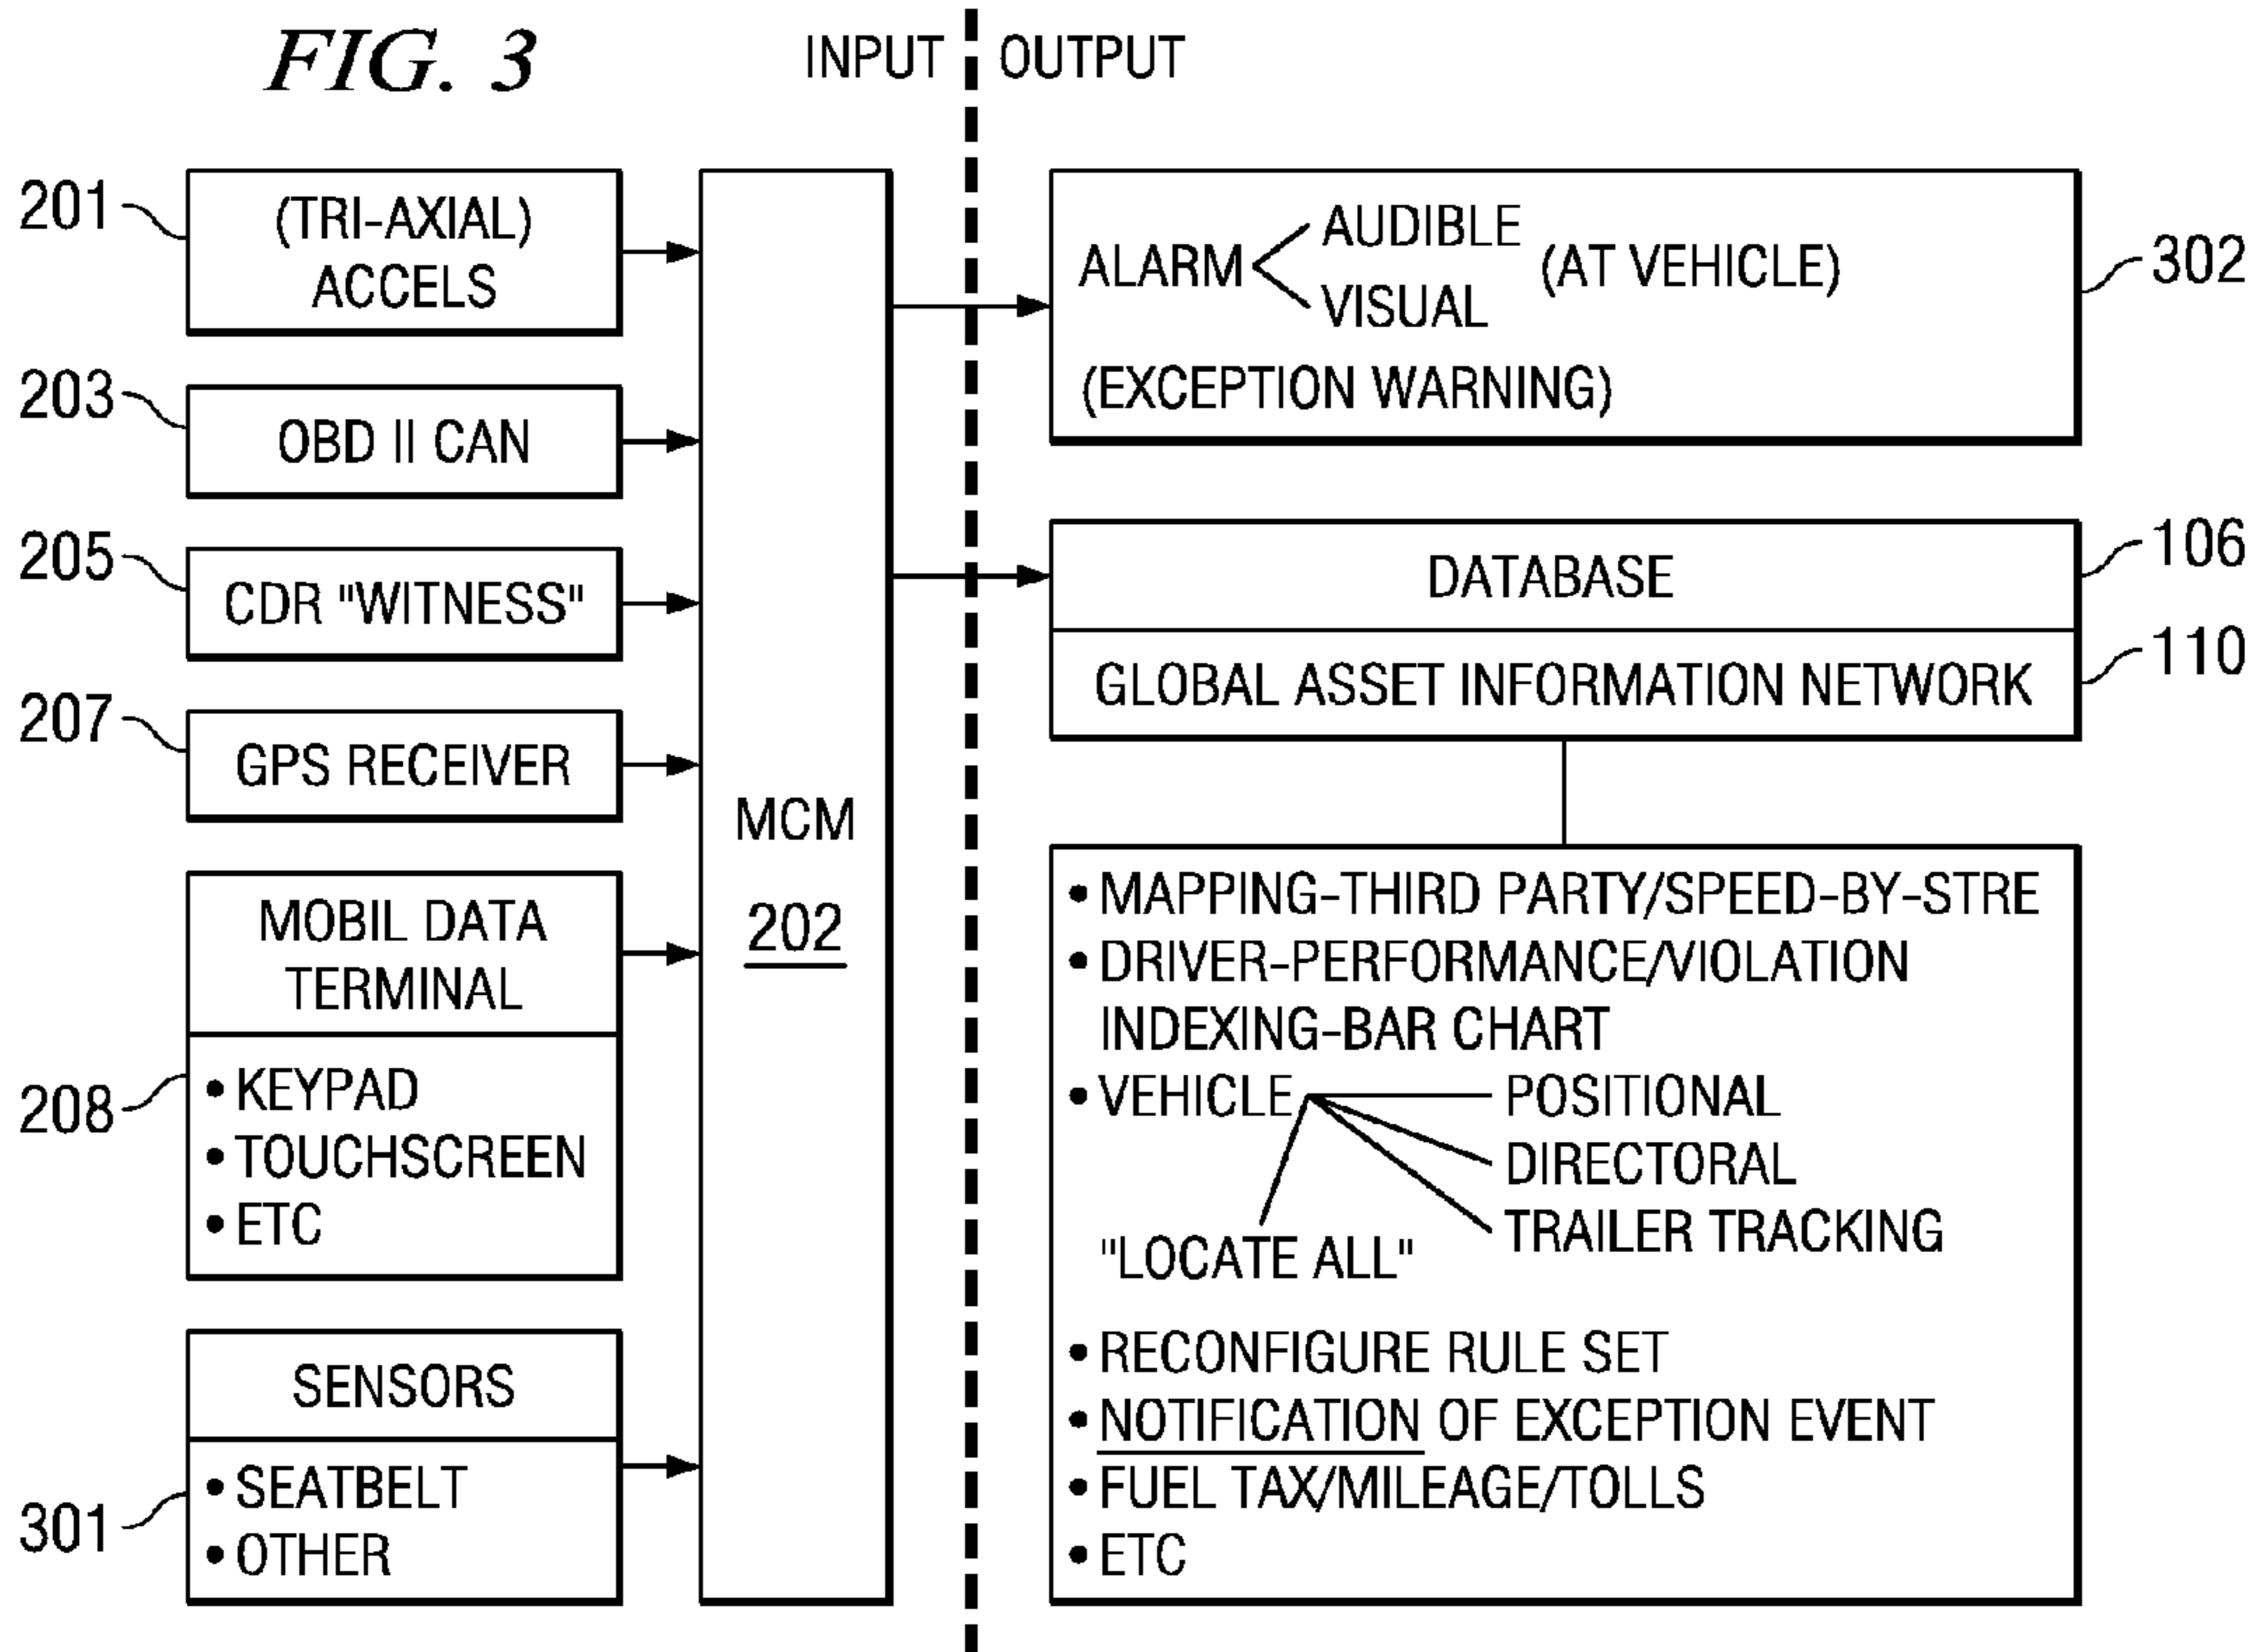 FIG. 3
INPUT
OUTPUT
201
(TRI-AXIAL)
ACCELS
203
OBD II CAN
205
CDR "WITNESS"
207
GPS RECEIVER
MOBIL DATA
TERMINAL
208
• KEYPAD
• TOUCHSCREEN
• ETC
SENSORS
301
• SEATBELT
• OTHER
MCM
202
ALARM
AUDIBLE
VISUAL
(AT VEHICLE)
(EXCEPTION WARNING)
302
DATABASE
106
GLOBAL ASSET INFORMATION NETWORK
110
• MAPPING-THIRD PARTY/SPEED-BY-STRE
• DRIVER-PERFORMANCE/VIOLATION
INDEXING-BAR CHART
• VEHICLE
POSITIONAL
DIRECTORAL
TRAILER TRACKING
"LOCATE ALL"
• RECONFIGURE RULE SET
• NOTIFICATION OF EXCEPTION EVENT
• FUEL TAX/MILEAGE/TOLLS
• ETC